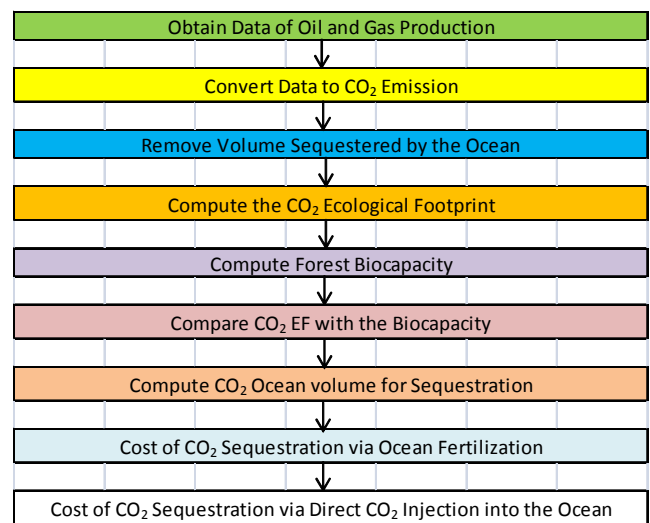 Obtain Data of Oil and Gas Production
Convert Data to CO₂ Emission
Remove Volume Sequestered by the Ocean
Compute the CO₂ Ecological Footprint
Compute Forest Biocapacity
Compare CO₂ EF with the Biocapacity
Compute CO₂ Ocean volume for Sequestration
Cost of CO₂ Sequestration via Ocean Fertilization
Cost of CO₂ Sequestration via Direct CO₂ Injection into the Ocean